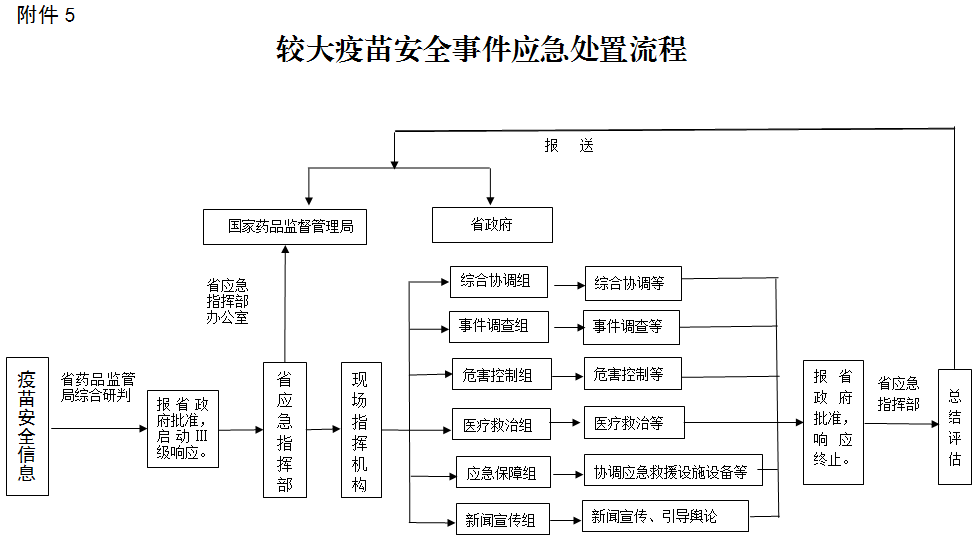 附件 5
较大疫苗安全事件应急处置流程
报 送
国家药品监督管理局
省政府
省应急
指挥部
办公室
综合协调组
综合协调等
事件调查组
事件调查等
危害控制组
危害控制等
医疗救治组
医疗救治等
应急保障组
协调应急救援设施设备等
新闻宣传组
新闻宣传、引导舆论
疫苗安全信息
省药品监管
局综合研判
报省政
府批准，
启动Ⅲ
级响应。
省应急指挥部
现场指挥机构
报省
政府
批准，
响应
终止。
省应急
指挥部
总结评估